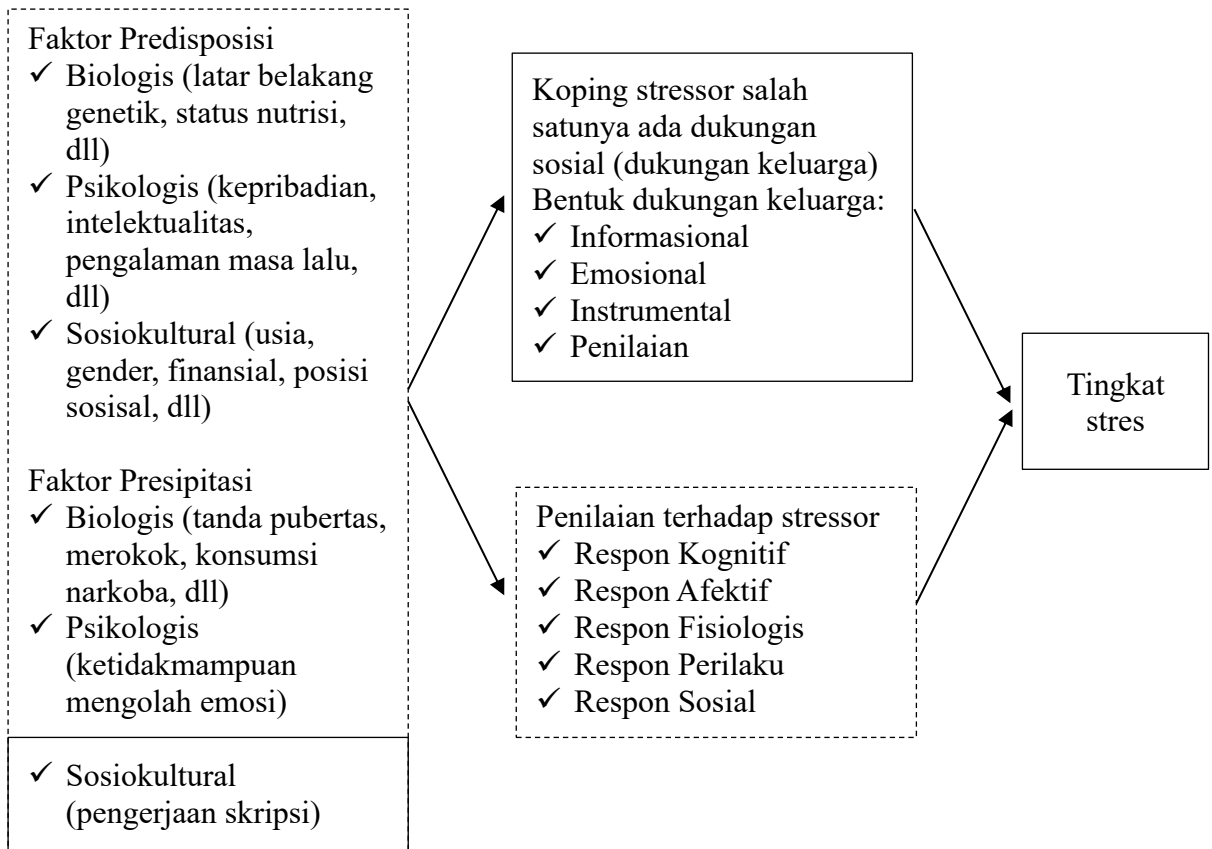 Faktor Predisposisi
✓ Biologis (latar belakang
genetik, status nutrisi,
dll)
✓ Psikologis (kepribadian,
intelektualitas,
pengalaman masa lalu,
dll)
✓ Sosiokultural (usia,
gender, finansial, posisi
sosisal, dll)
Faktor Presipitasi
✓ Biologis (tanda pubertas,
merokok, konsumsi
narkoba, dll)
✓ Psikologis
(ketidakmampuan
mengolah emosi)
✓ Sosiokultural
(pengerjaan skripsi)
Koping stressor salah
satunya ada dukungan
sosial (dukungan keluarga)
Bentuk dukungan keluarga:
✓ Informasional
✓ Emosional
✓ Instrumental
✓ Penilaian
Penilaian terhadap stressor
✓ Respon Kognitif
✓ Respon Afektif
✓ Respon Fisiologis
✓ Respon Perilaku
✓ Respon Sosial
Tingkat
stres